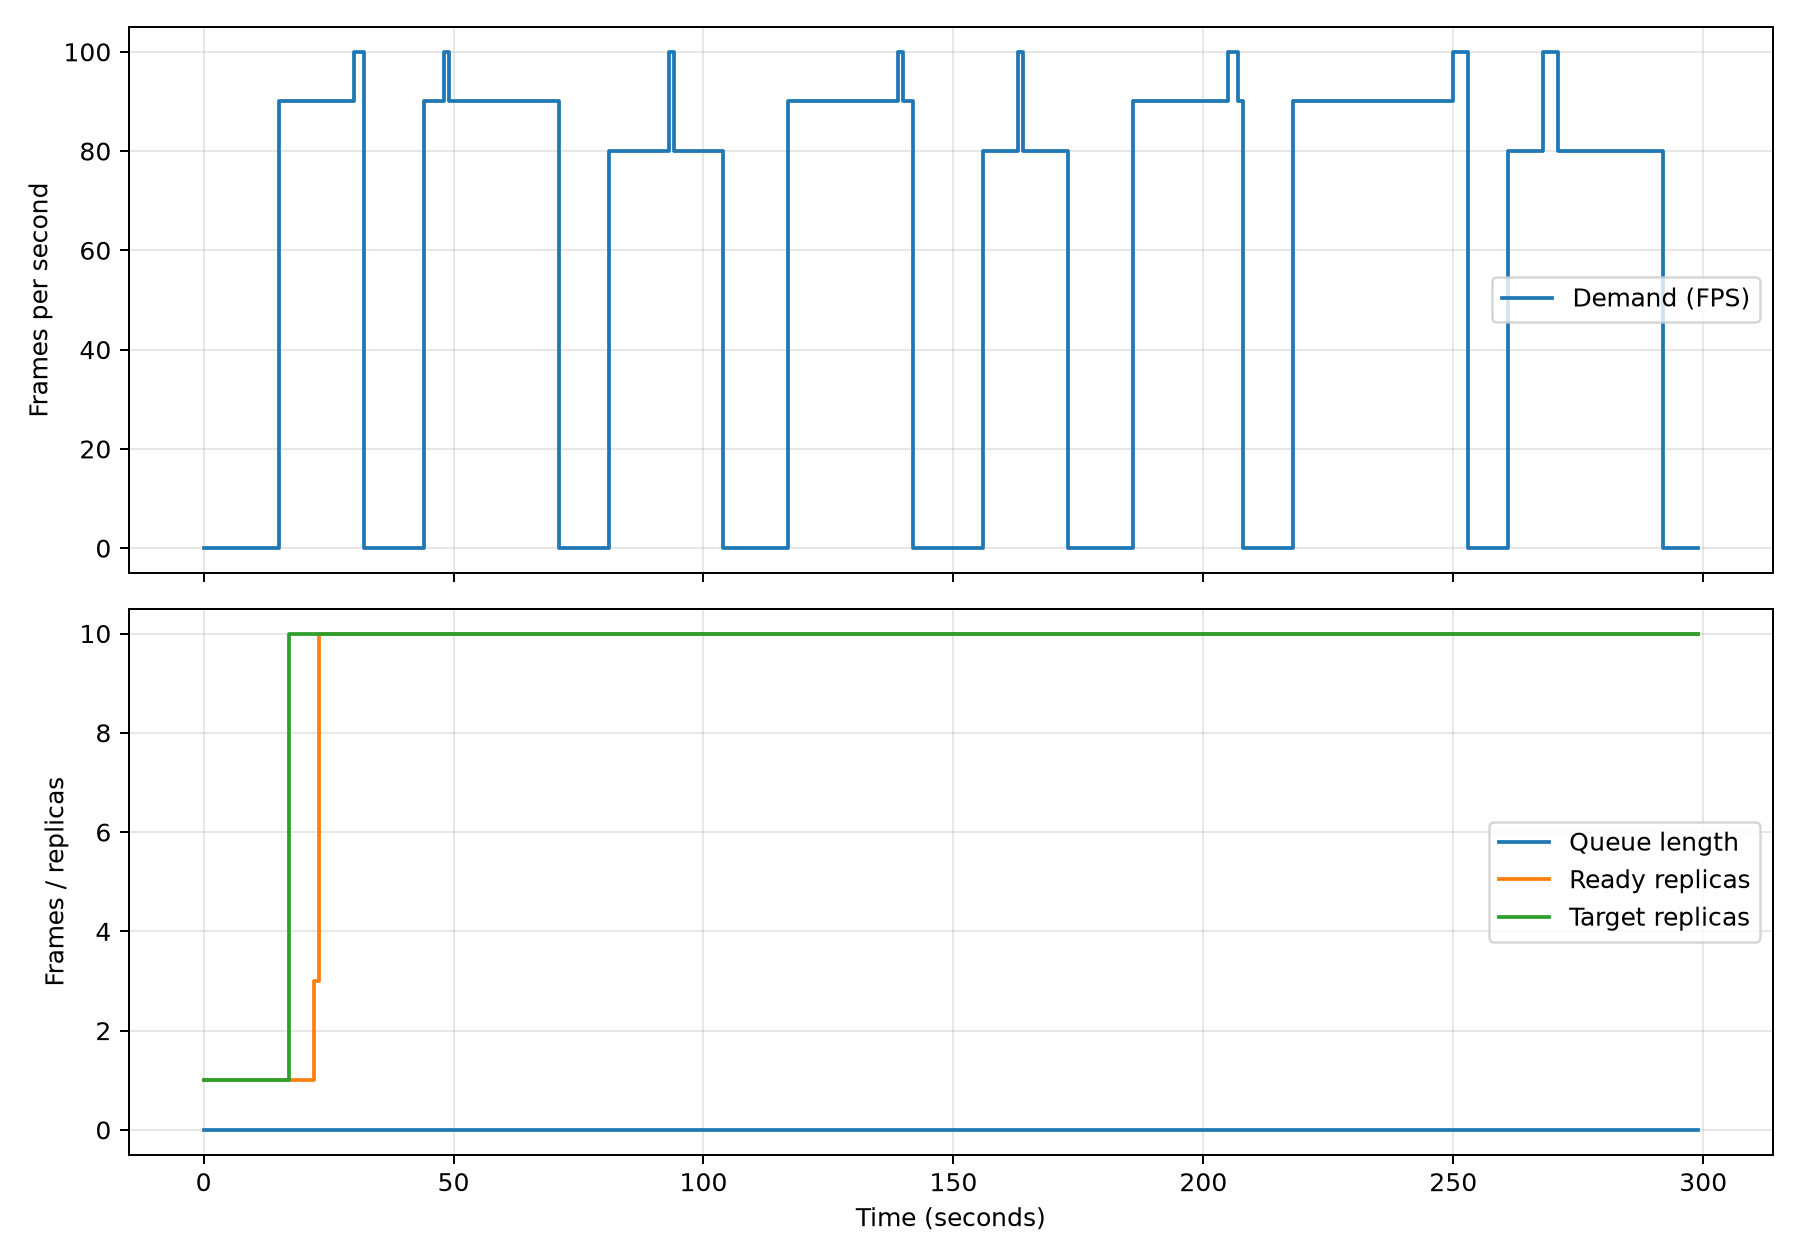 100
80
60
40
20
0
Frames per second
Demand (FPS)
10
8
6
4
2
0
Frames / replicas
Queue length
Ready replicas
Target replicas
0 50 100 150 200 250 300
Time (seconds)